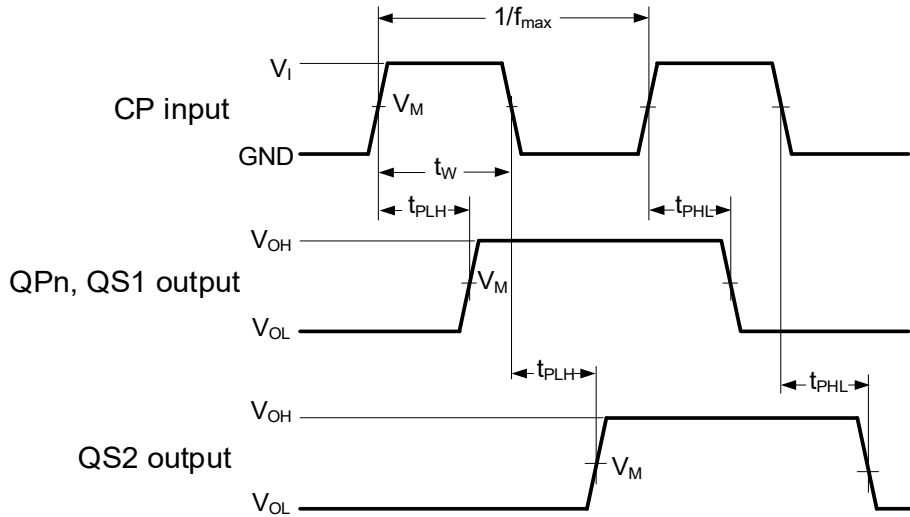 1/fmax
VI
CP input
VM
GND
tW
tPLH
tPHL
VOH
QPn, QS1 output
VM
VOL
tPLH
tPHL
VOH
QS2 output
VM
VOL